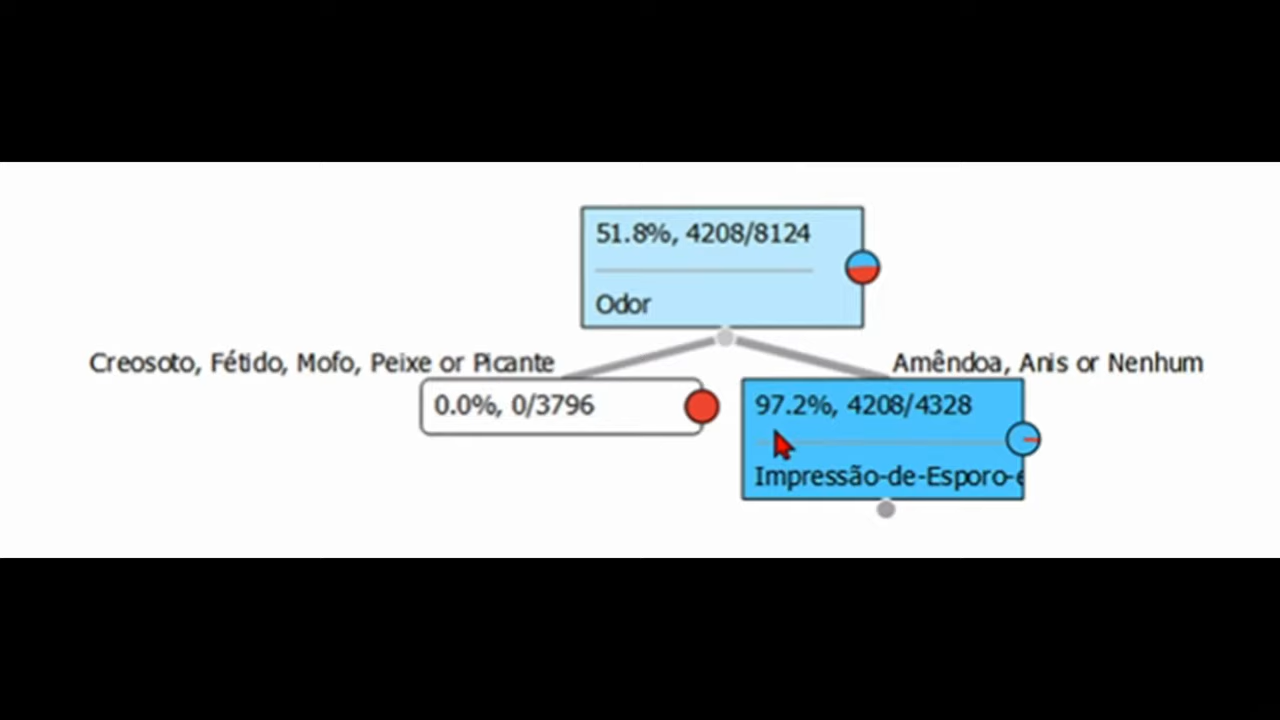 51.8%, 4208/8124
Odor
Creosoto, Fétido, Mofo, Peixe or Picante
Amêndoa, Anis or Nenhum
0.0%, 0/3796
97.2%, 4208/4328
Impressão-de-Esporo-